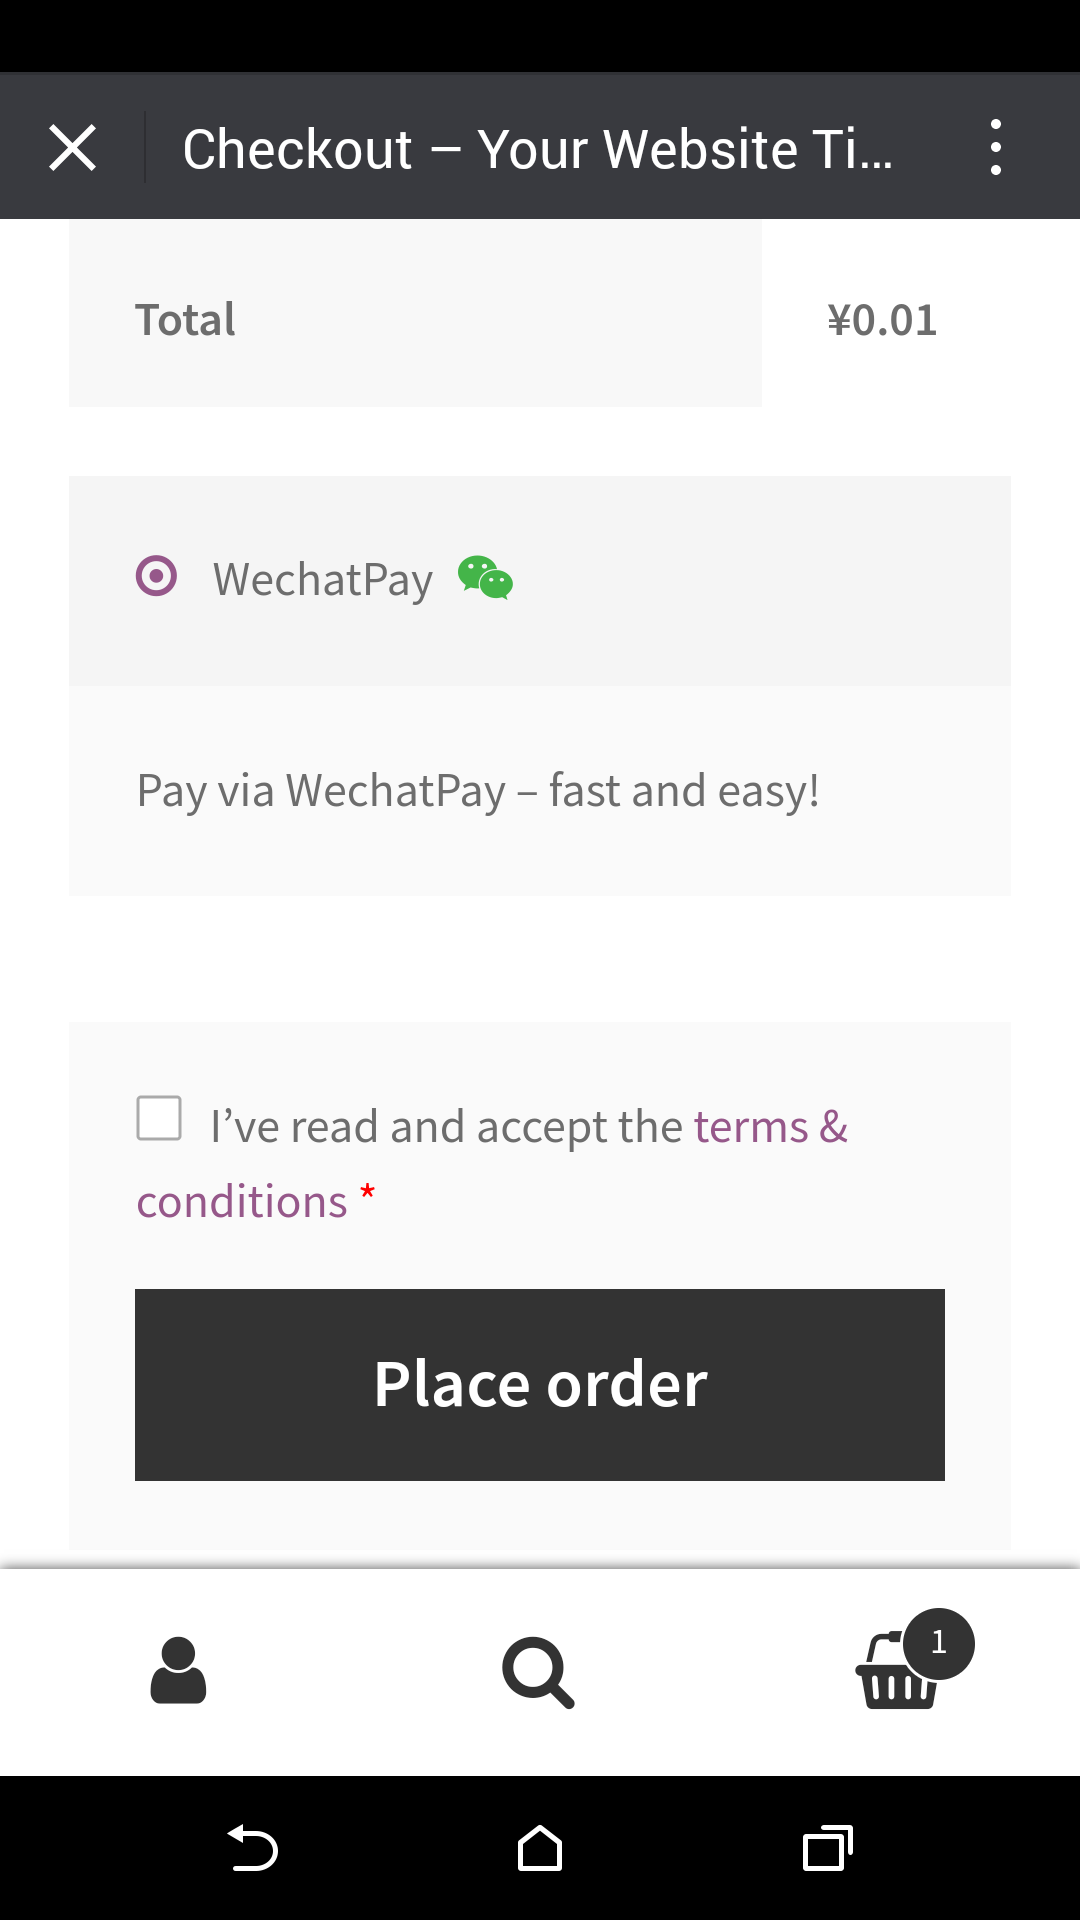 Checkout – Your Website Ti...
Total ¥0.01
WechatPay
Pay via WechatPay – fast and easy!
I’ve read and accept the terms &
conditions *
Place order
1